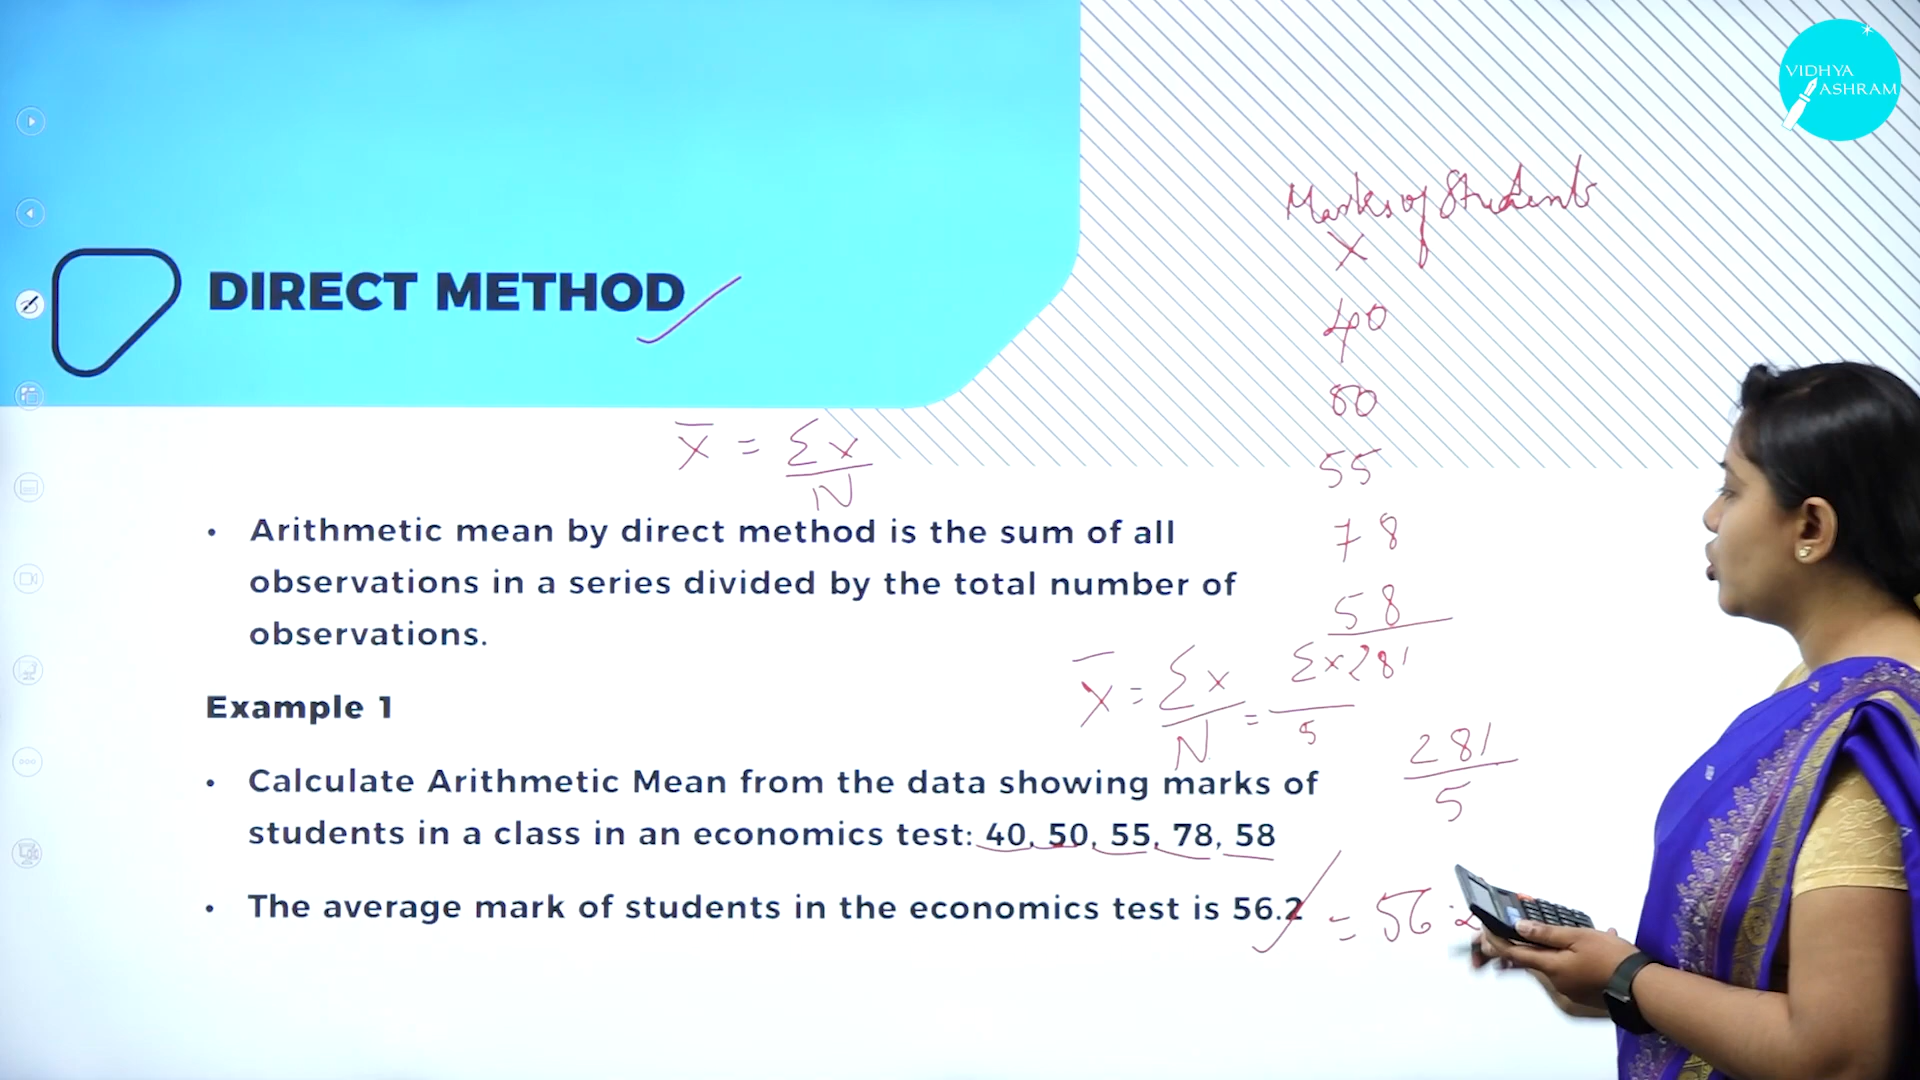 VIDHYA
ASHRAM
Marks of Students
X
40
50
55
78
58
Σx 281
DIRECT METHOD
X̄ = Σx / N
• Arithmetic mean by direct method is the sum of all
observations in a series divided by the total number of
observations.
X̄ = Σx / N = / 5
281 / 5
Example 1
• Calculate Arithmetic Mean from the data showing marks of
students in a class in an economics test: 40, 50, 55, 78, 58
• The average mark of students in the economics test is 56.2
= 56.2